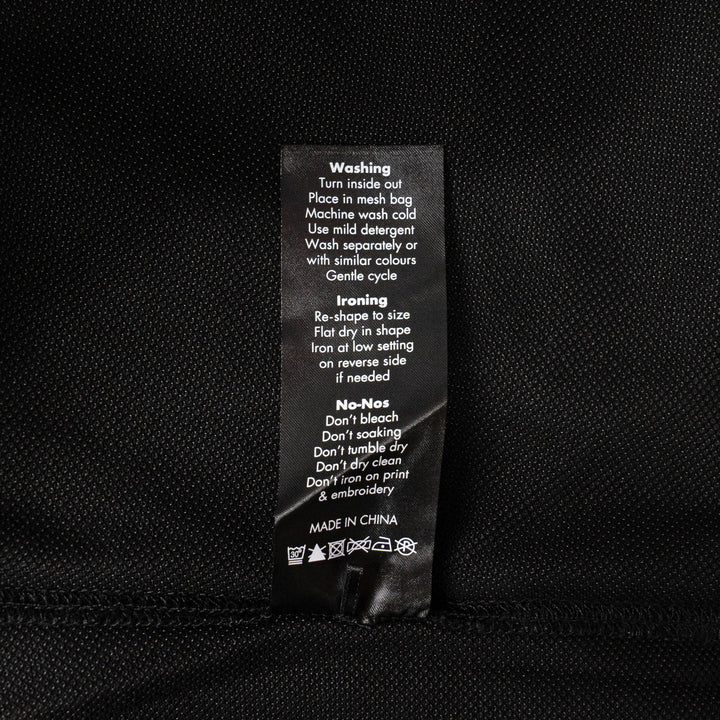 Washing
Turn inside out
Place in mesh bag
Machine wash cold
Use mild detergent
Wash separately or
with similar colours
Gentle cycle
Ironing
Re-shape to size
Flat dry in shape
Iron at low setting
on reverse side
if needed
No-Nos
Don't bleach
Don't soaking
Don't tumble dry
Don't dry clean
Don't iron on print
& embroidery
MADE IN CHINA
30°